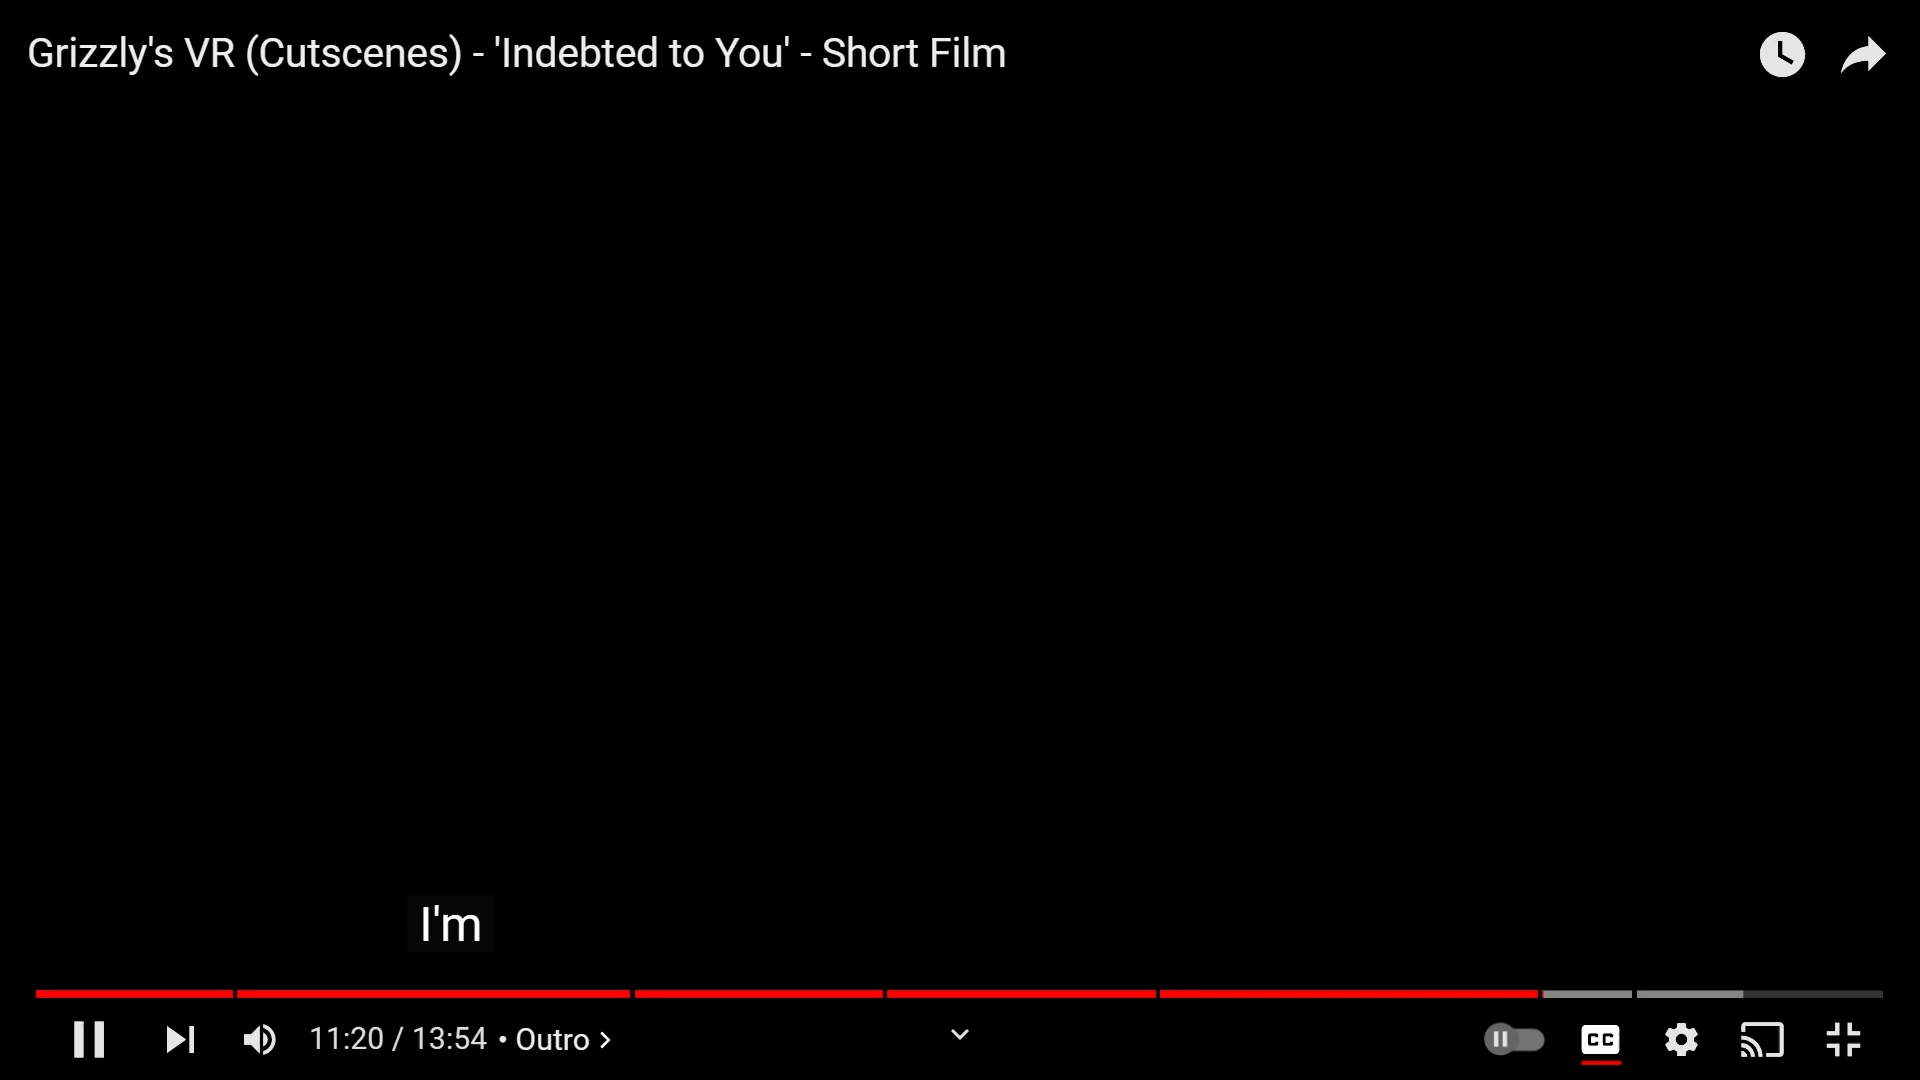 Grizzly's VR (Cutscenes) - 'Indebted to You' - Short Film
I'm
11:20 / 13:54 • Outro >
CC